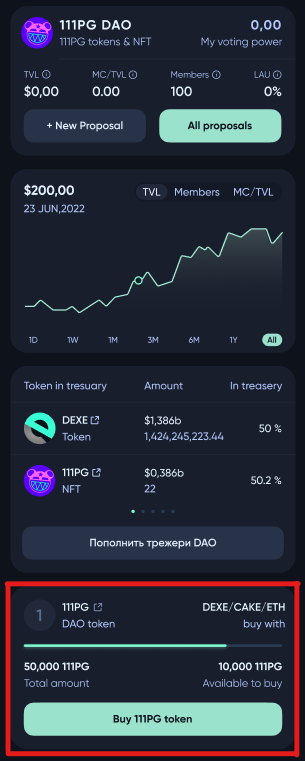 111PG DAO
0,00
111PG tokens & NFT
My voting power
TVL
MC/TVL
Members
LAU
$0,00
0.00
100
0%
+ New Proposal
All proposals
$200,00
TVL
Members
MC/TVL
23 JUN,2022
1D
1W
1M
3M
6M
1Y
All
Token in tresuary
Amount
In treasery
DEXE
$1,386b
50 %
Token
1,424,245,223.44
111PG
$0,386b
50.2 %
NFT
22
Пополнить трежери DAO
1
111PG
DEXE/CAKE/ETH
DAO token
buy with
50,000 111PG
10,000 111PG
Total amount
Available to buy
Buy 111PG token